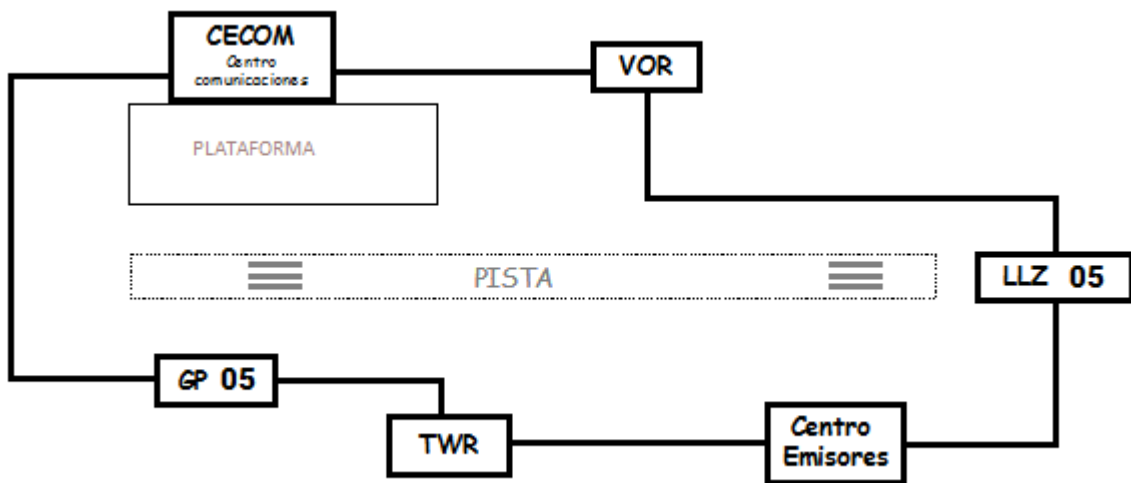 CECOM
Centro
comunicaciones
VOR
PLATAFORMA
PISTA
LLZ 05
GP 05
TWR
Centro
Emisores